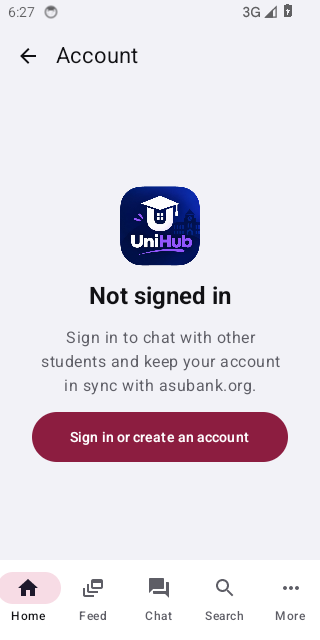 6:27
3G
Account
UniHub
Not signed in
Sign in to chat with other
students and keep your account
in sync with asubank.org.
Sign in or create an account
Home
Feed
Chat
Search
More